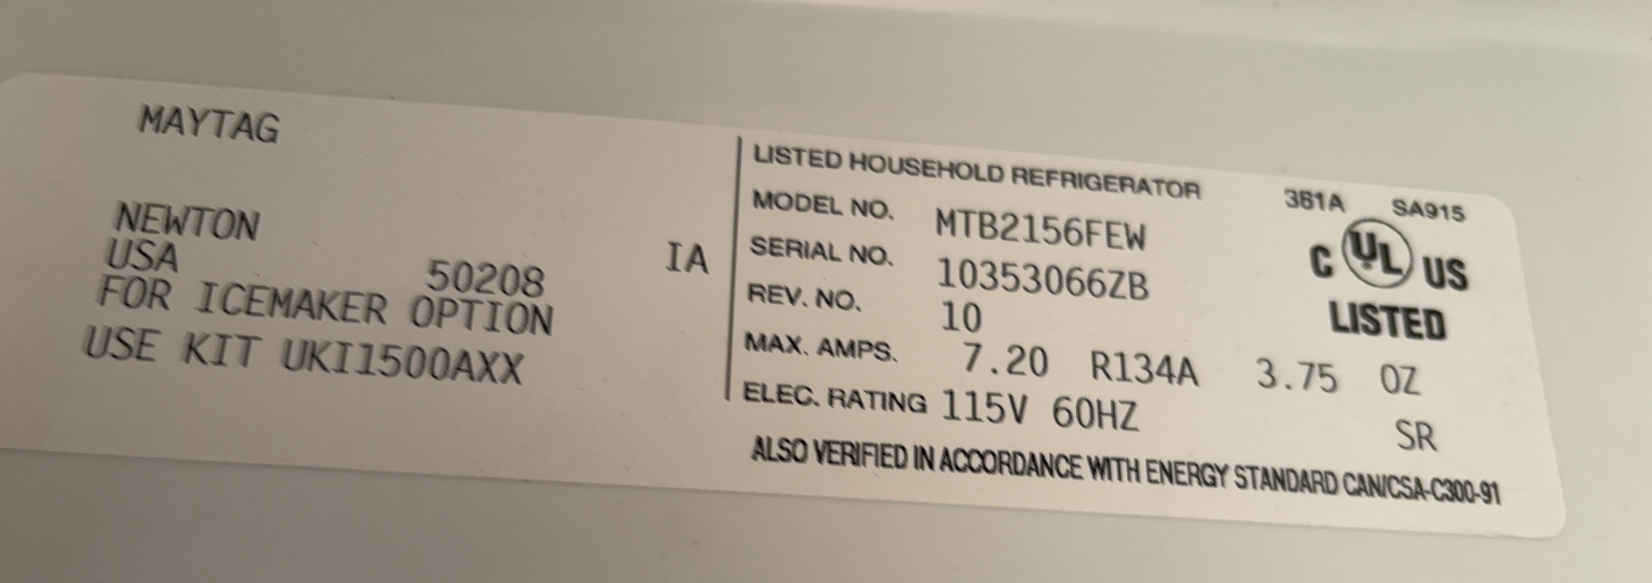 MAYTAG
NEWTON
USA 50208 IA
FOR ICEMAKER OPTION
USE KIT UKI1500AXX
LISTED HOUSEHOLD REFRIGERATOR 361A SA915
MODEL NO. MTB2156FEW
SERIAL NO. 10353066ZB
REV. NO. 10
MAX. AMPS. 7.20 R134A 3.75 OZ
ELEC. RATING 115V 60HZ SR
C UL US
LISTED
ALSO VERIFIED IN ACCORDANCE WITH ENERGY STANDARD CAN/CSA-C300-91